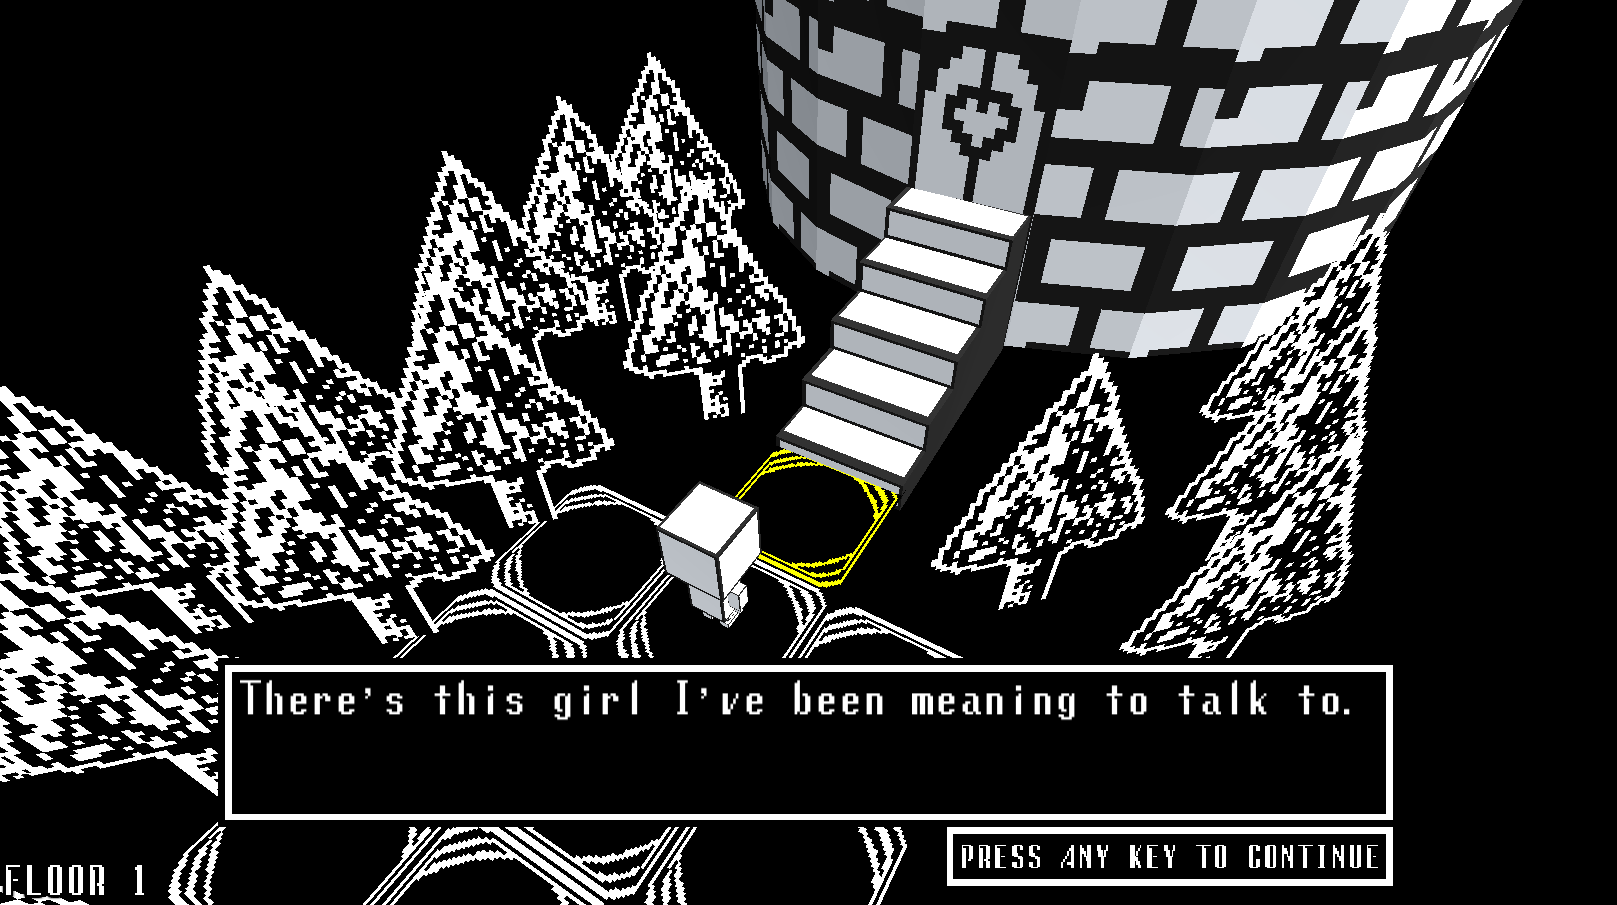 There's this girl I've been meaning to talk to.
PRESS ANY KEY TO CONTINUE
FLOOR 1